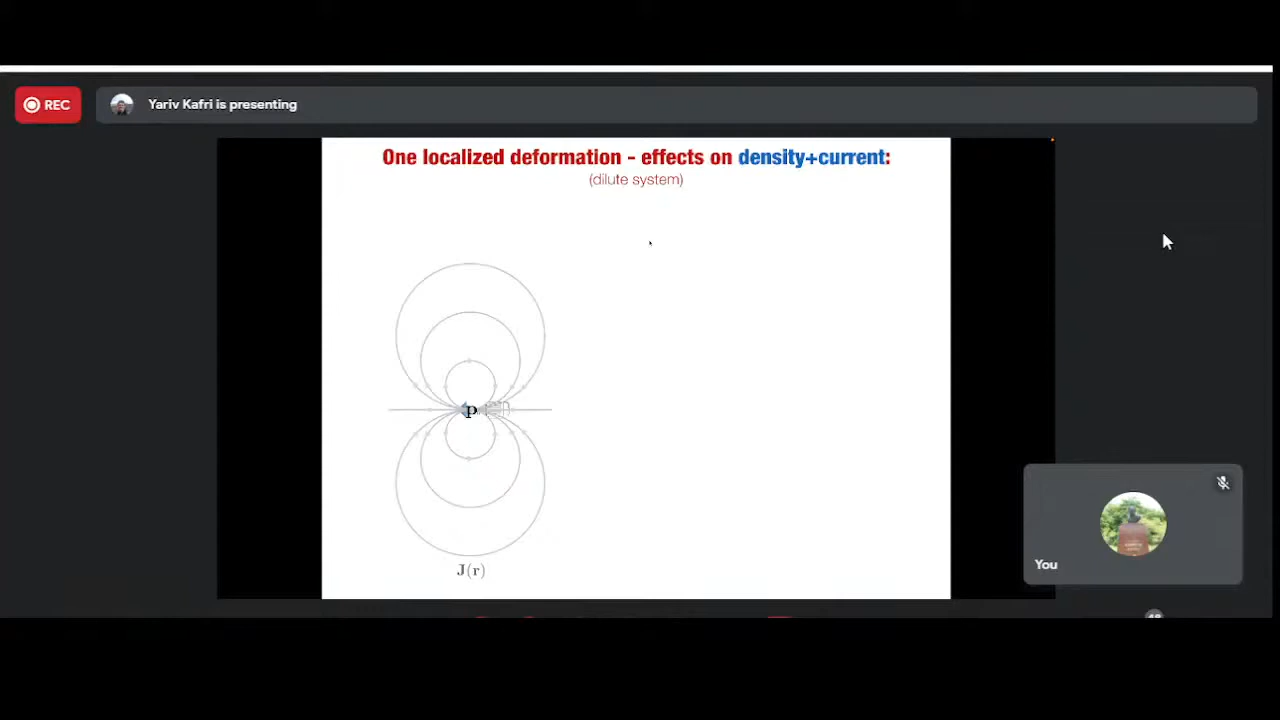 REC
Yariv Kafri is presenting
One localized deformation - effects on density+current:
(dilute system)
p
J(r)
You